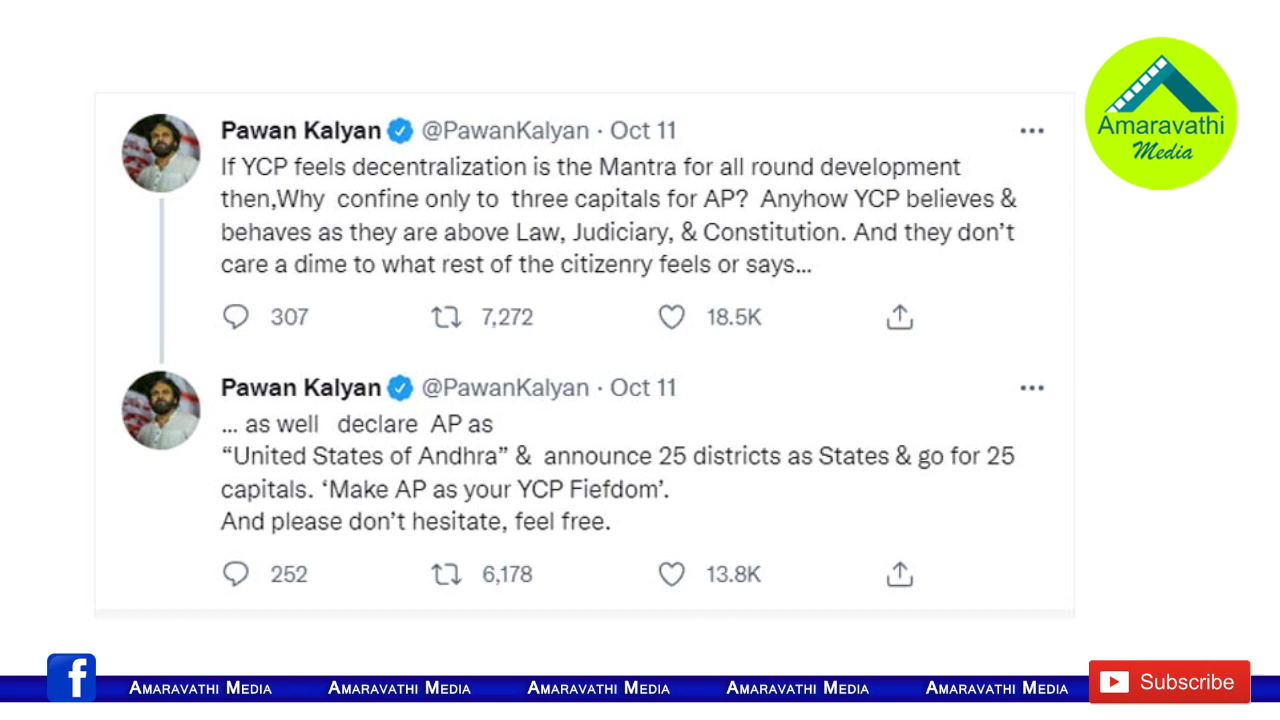 Pawan Kalyan @PawanKalyan · Oct 11
If YCP feels decentralization is the Mantra for all round development
then,Why confine only to three capitals for AP? Anyhow YCP believes &
behaves as they are above Law, Judiciary, & Constitution. And they don’t
care a dime to what rest of the citizenry feels or says...
307 7,272 18.5K
Pawan Kalyan @PawanKalyan · Oct 11
... as well declare AP as
“United States of Andhra” & announce 25 districts as States & go for 25
capitals. ‘Make AP as your YCP Fiefdom’.
And please don’t hesitate, feel free.
252 6,178 13.8K
Amaravathi
Media
f Amaravathi Media Amaravathi Media Amaravathi Media Amaravathi Media Amaravathi Media Subscribe